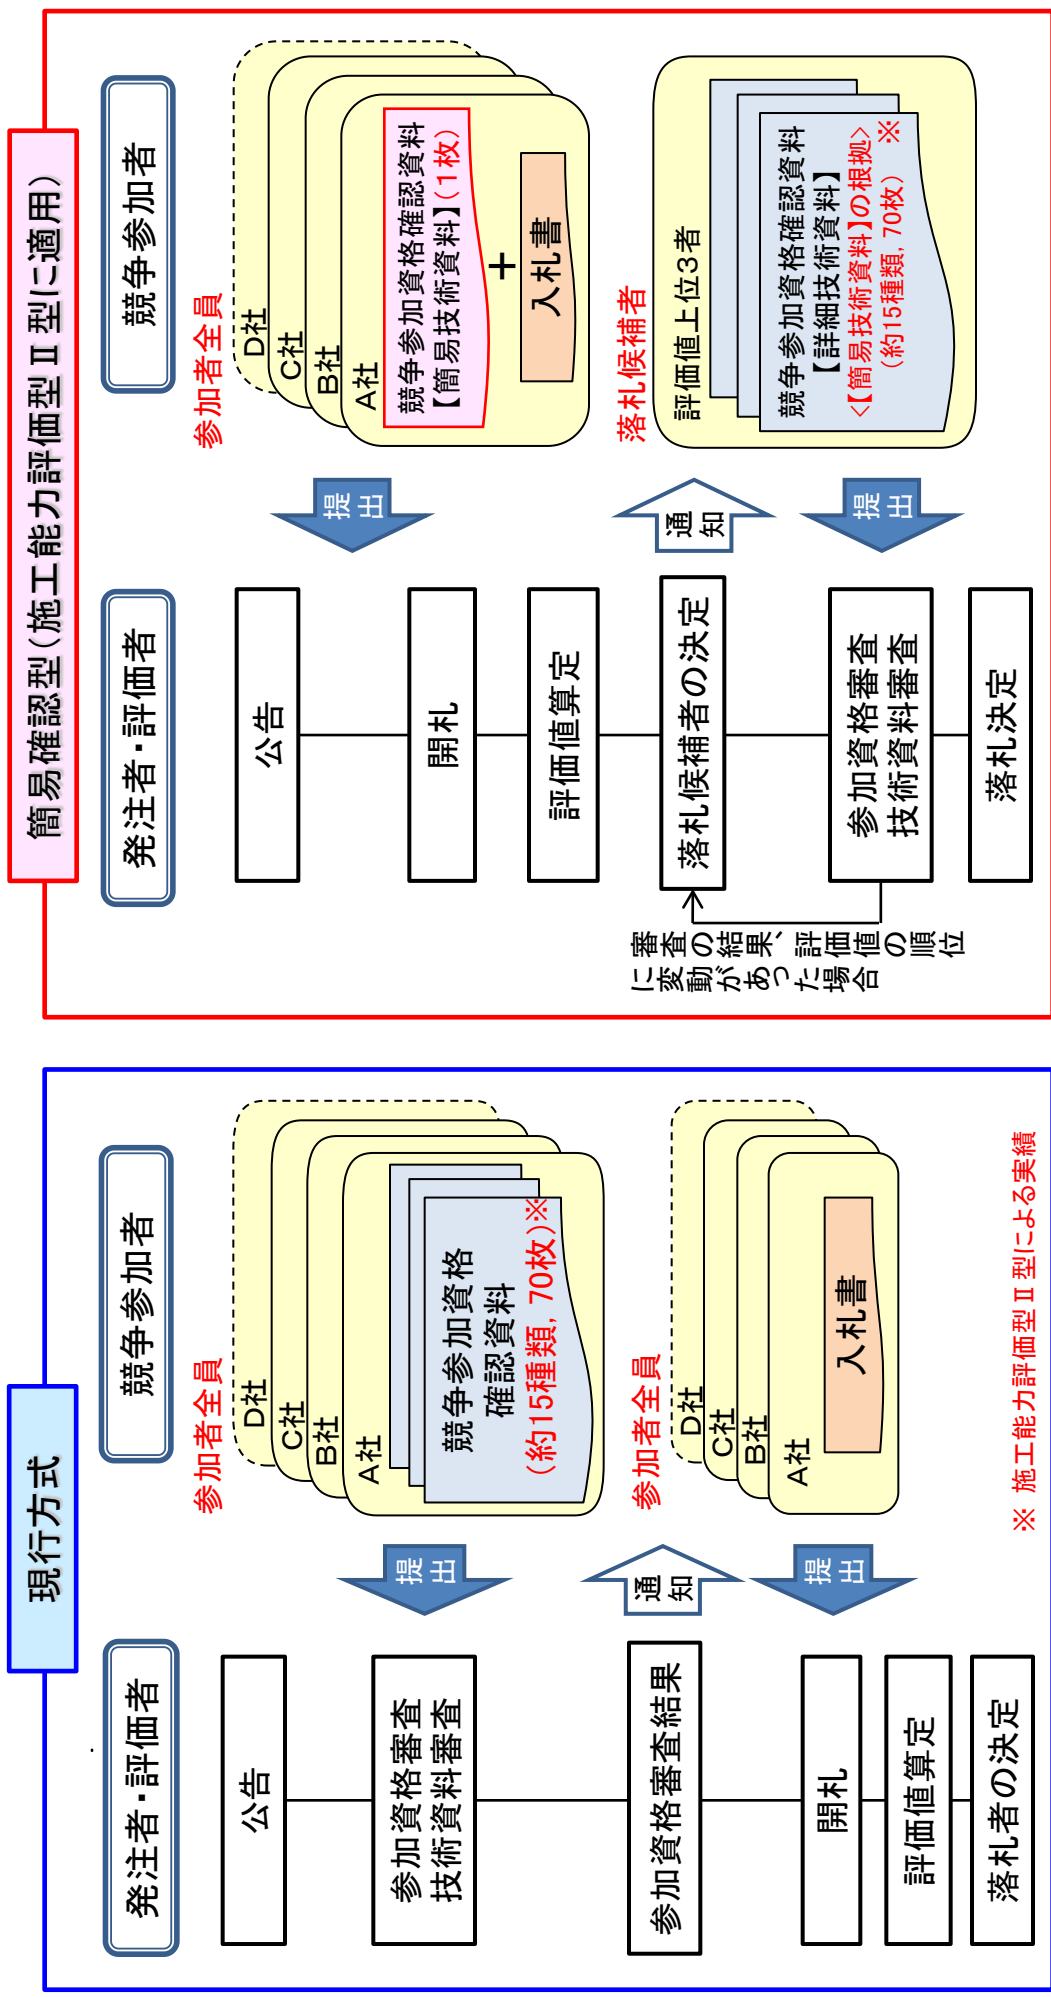 現行方式
発注者・評価者
競争参加者
公告
参加資格審査
技術資料審査
参加資格審査結果
開札
評価値算定
落札者の決定
提出
通知
提出
参加者全員
D社
C社
B社
A社
競争参加資格
確認資料
(約15種類, 70枚)※
参加者全員
D社
C社
B社
A社
入札書
※ 施工能力評価型Ⅱ型による実績
簡易確認型(施工能力評価型Ⅱ型に適用)
発注者・評価者
競争参加者
公告
開札
評価値算定
落札候補者の決定
参加資格審査
技術資料審査
落札決定
審査の結果、評価値の順位
に変動があった場合
提出
通知
提出
参加者全員
D社
C社
B社
A社
競争参加資格確認資料
【簡易技術資料】(1枚)
+
入札書
落札候補者
評価値上位3者
競争参加資格確認資料
【詳細技術資料】
<【簡易技術資料】の根拠>
(約15種類, 70枚) ※